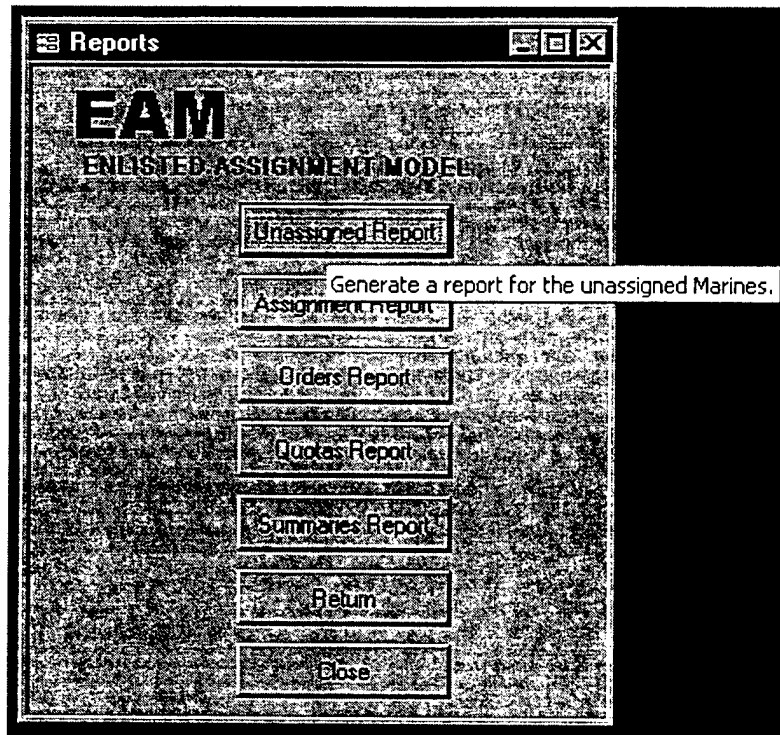 Reports
EAM
ENLISTED ASSIGNMENT MODEL
Unassigned Report
Generate a report for the unassigned Marines.
Assignment Report
Orders Report
Quotas Report
Summaries Report
Return
Close